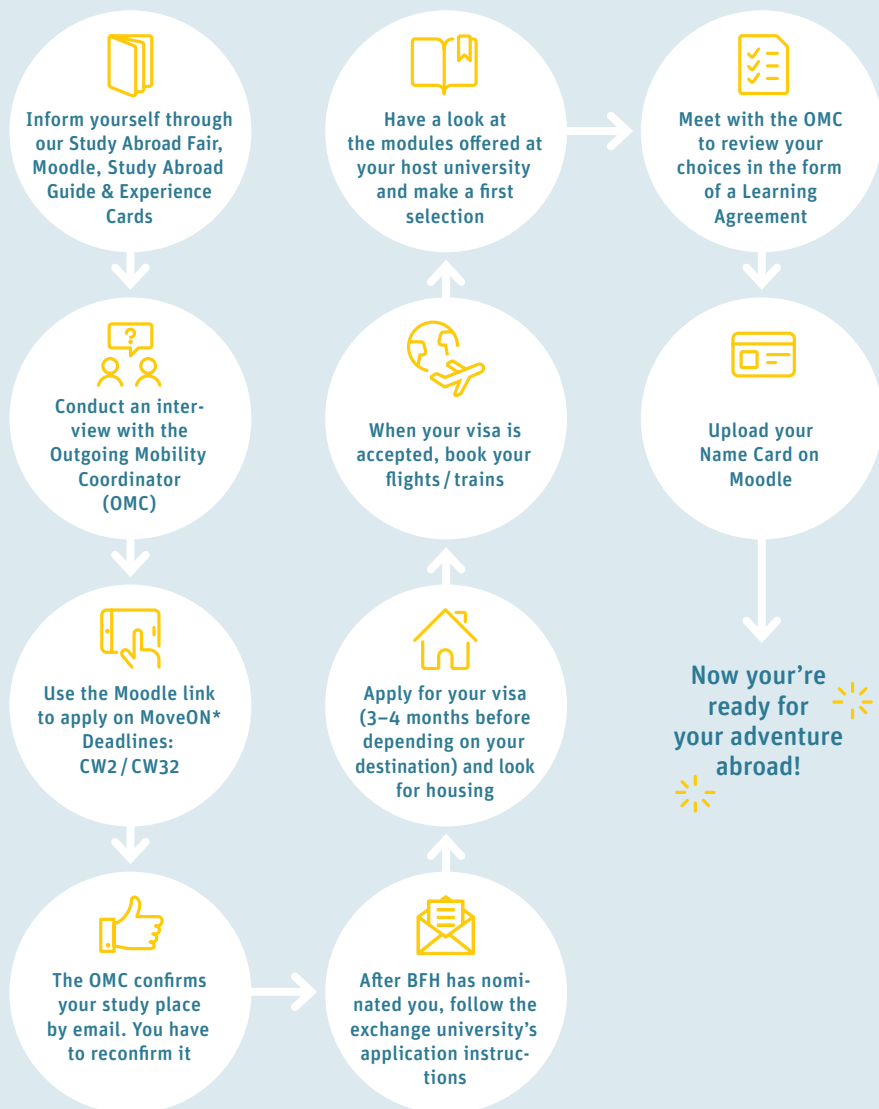 Inform yourself through
our Study Abroad Fair,
Moodle, Study Abroad
Guide & Experience
Cards
Conduct an inter-
view with the
Outgoing Mobility
Coordinator
(OMC)
Use the Moodle link
to apply on MoveON*
Deadlines:
CW2 / CW32
The OMC confirms
your study place
by email. You have
to reconfirm it
After BFH has nomi-
nated you, follow the
exchange university's
application instruc-
tions
Apply for your visa
(3–4 months before
depending on your
destination) and look
for housing
When your visa is
accepted, book your
flights / trains
Have a look at
the modules offered at
your host university
and make a first
selection
Meet with the OMC
to review your
choices in the form
of a Learning
Agreement
Upload your
Name Card on
Moodle
Now your're
ready for
your adventure
abroad!
?